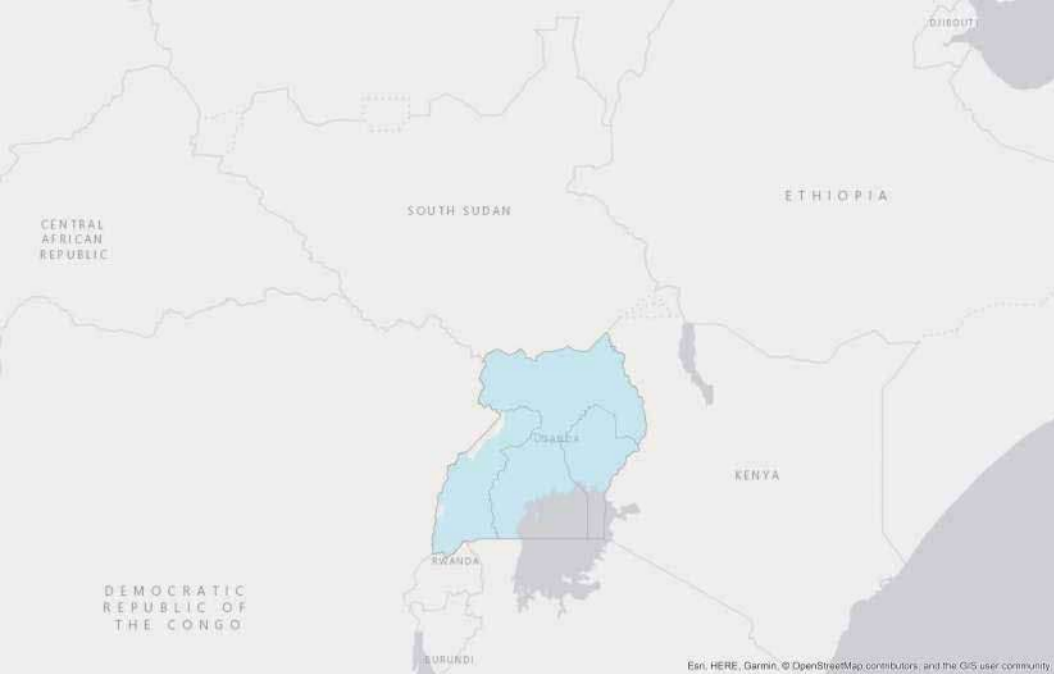 DJIBOUTI
ETHIOPIA
SOUTH SUDAN
CENTRAL
AFRICAN
REPUBLIC
UGANDA
KENYA
RWANDA
DEMOCRATIC
REPUBLIC OF
THE CONGO
BURUNDI
Esri, HERE, Garmin, © OpenStreetMap contributors, and the GIS user community